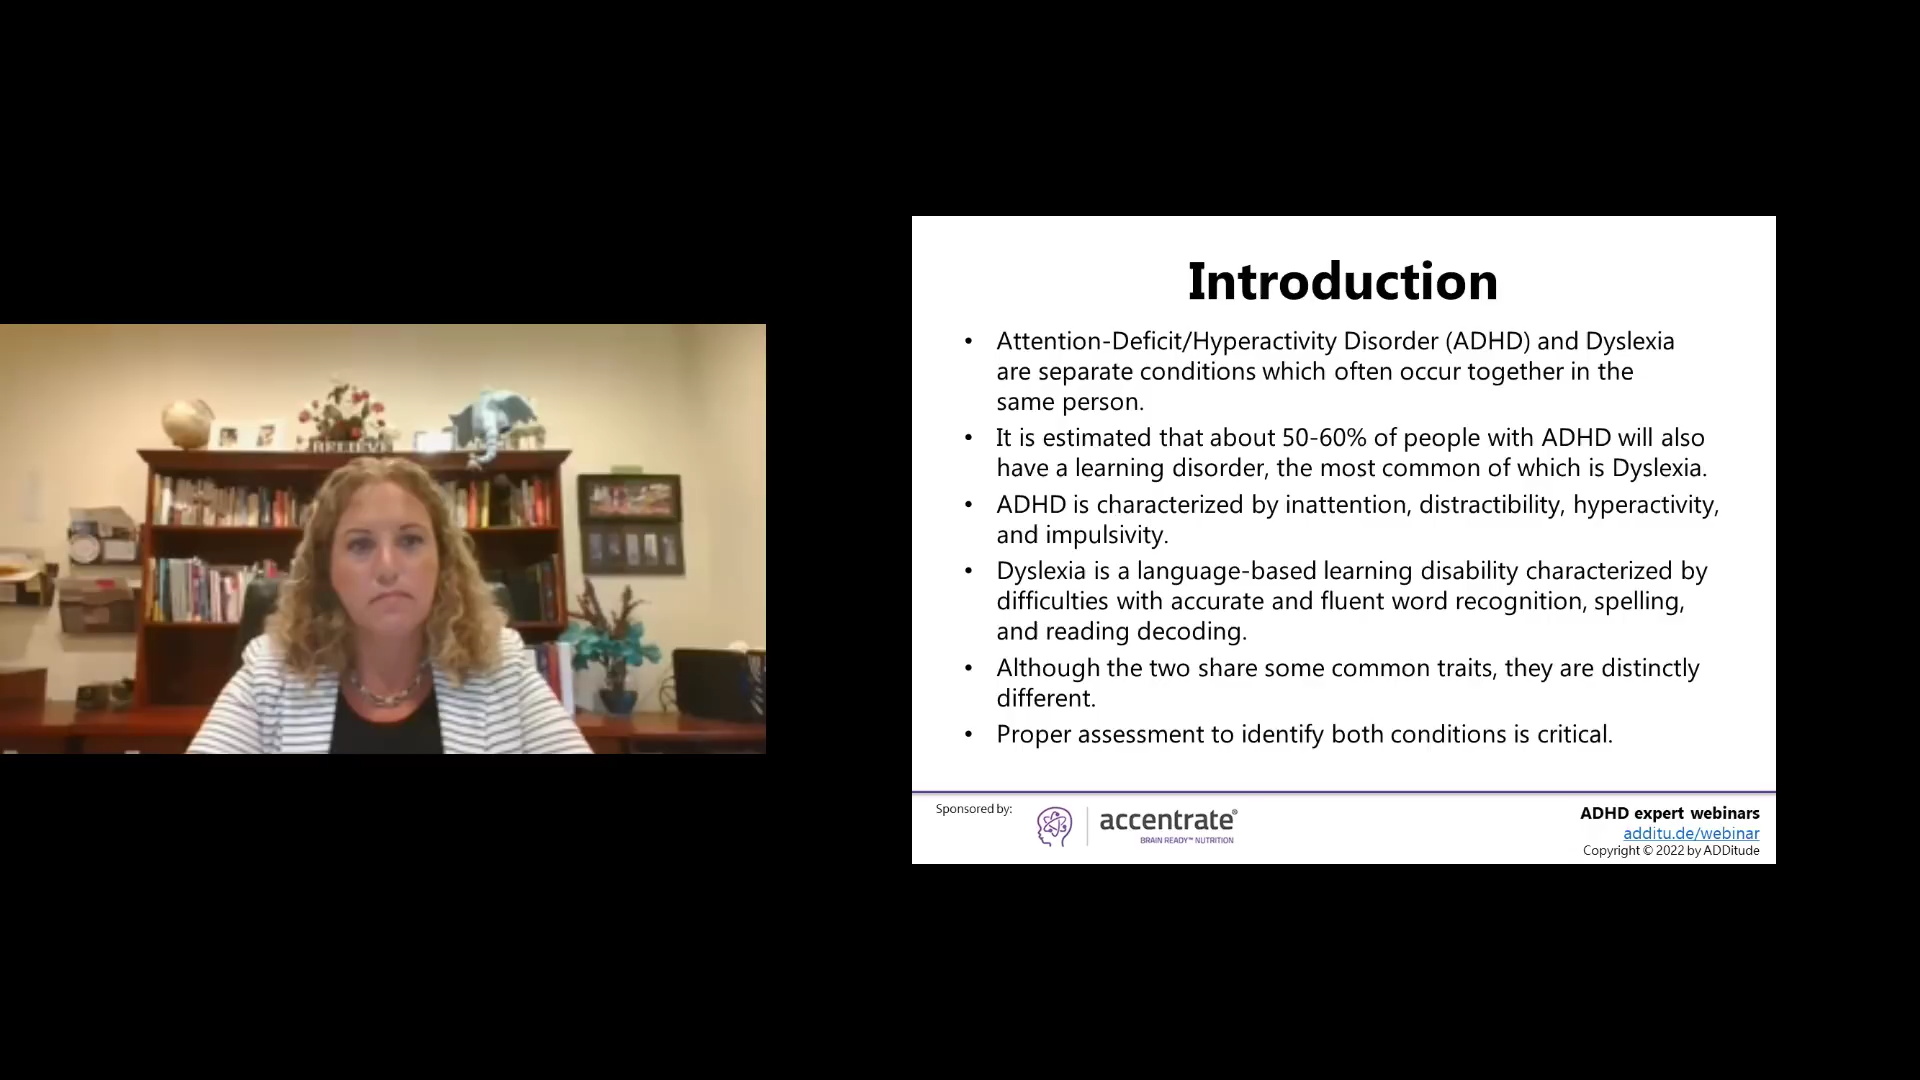 BELIEVE
Introduction
• Attention-Deficit/Hyperactivity Disorder (ADHD) and Dyslexia
are separate conditions which often occur together in the
same person.
• It is estimated that about 50-60% of people with ADHD will also
have a learning disorder, the most common of which is Dyslexia.
• ADHD is characterized by inattention, distractibility, hyperactivity,
and impulsivity.
• Dyslexia is a language-based learning disability characterized by
difficulties with accurate and fluent word recognition, spelling,
and reading decoding.
• Although the two share some common traits, they are distinctly
different.
• Proper assessment to identify both conditions is critical.
Sponsored by:
accentrate®
BRAIN READY™ NUTRITION
ADHD expert webinars
additu.de/webinar
Copyright © 2022 by ADDitude